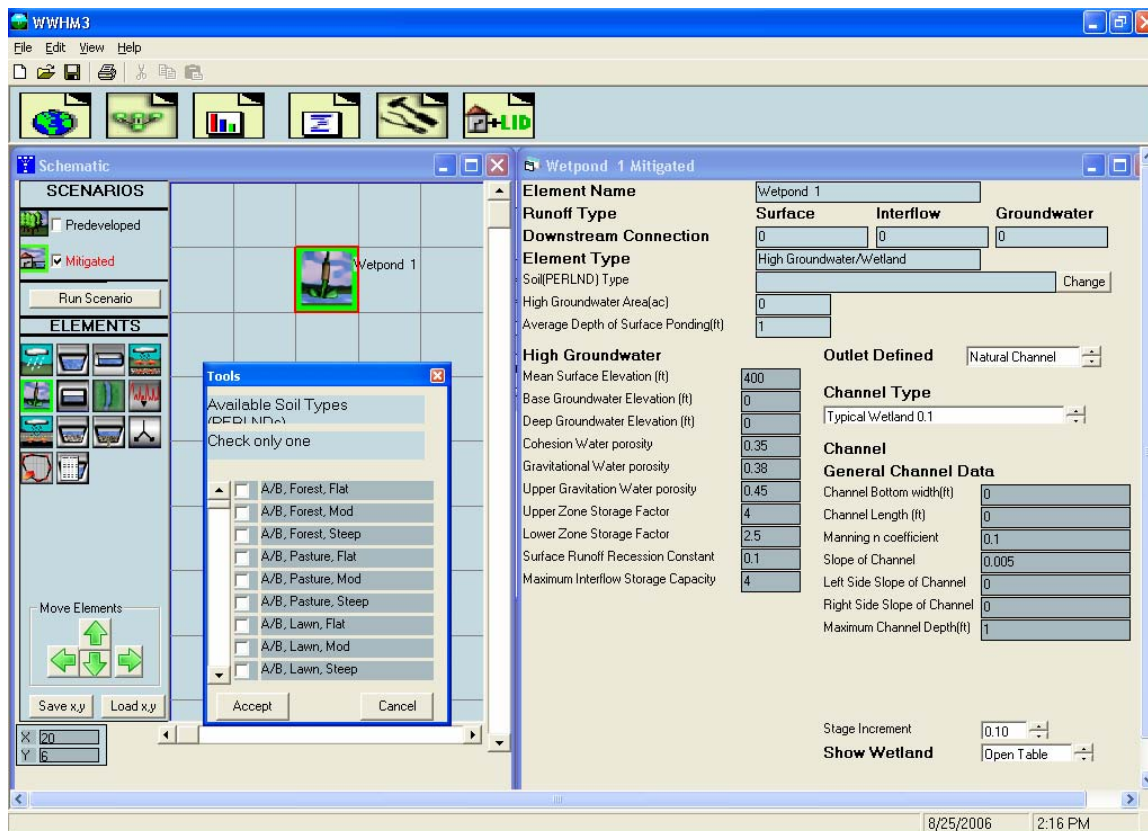 WWHM3
File Edit View Help
+LID
Schematic
SCENARIOS
Predeveloped
Mitigated
Run Scenario
ELEMENTS
Move Elements
Save x,y Load x,y
X 20
Y 6
Wetpond 1
Tools
Available Soil Types
(PERLNDs)
Check only one
A/B, Forest, Flat
A/B, Forest, Mod
A/B, Forest, Steep
A/B, Pasture, Flat
A/B, Pasture, Mod
A/B, Pasture, Steep
A/B, Lawn, Flat
A/B, Lawn, Mod
A/B, Lawn, Steep
Accept Cancel
Wetpond 1 Mitigated
Element Name Wetpond 1
Runoff Type Surface Interflow Groundwater
Downstream Connection 0 0 0
Element Type High Groundwater/Wetland
Soil(PERLND) Type Change
High Groundwater Area(ac) 0
Average Depth of Surface Ponding(ft) 1
High Groundwater
Mean Surface Elevation (ft) 400
Base Groundwater Elevation (ft) 0
Deep Groundwater Elevation (ft) 0
Cohesion Water porosity 0.35
Gravitational Water porosity 0.38
Upper Gravitation Water porosity 0.45
Upper Zone Storage Factor 4
Lower Zone Storage Factor 2.5
Surface Runoff Recession Constant 0.1
Maximum Interflow Storage Capacity 4
Outlet Defined Natural Channel
Channel Type
Typical Wetland 0.1
Channel
General Channel Data
Channel Bottom width(ft) 0
Channel Length (ft) 0
Manning n coefficient 0.1
Slope of Channel 0.005
Left Side Slope of Channel 0
Right Side Slope of Channel 0
Maximum Channel Depth(ft) 1
Stage Increment 0.10
Show Wetland Open Table
8/25/2006 2:16 PM